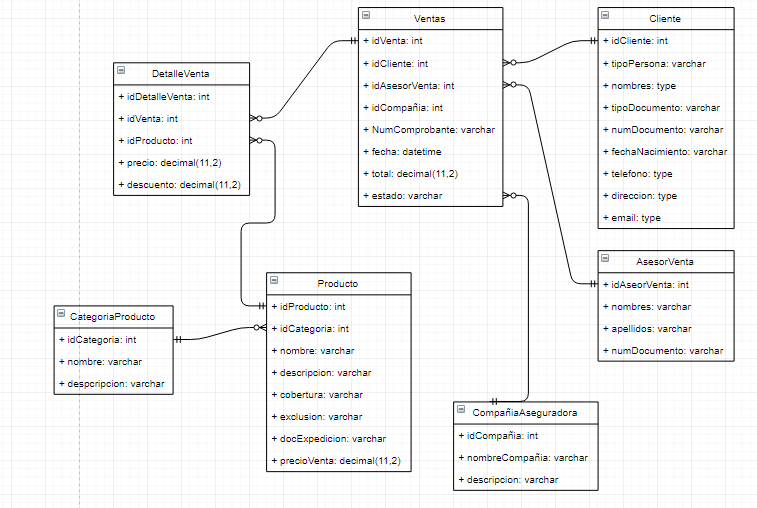 Ventas
+ idVenta: int
+ idCliente: int
+ idAsesorVenta: int
+ idCompañia: int
+ NumComprobante: varchar
+ fecha: datetime
+ total: decimal(11,2)
+ estado: varchar
Cliente
+ idCliente: int
+ tipoPersona: varchar
+ nombres: type
+ tipoDocumento: varchar
+ numDocumento: varchar
+ fechaNacimiento: varchar
+ telefono: type
+ direccion: type
+ email: type
DetalleVenta
+ idDetalleVenta: int
+ idVenta: int
+ idProducto: int
+ precio: decimal(11,2)
+ descuento: decimal(11,2)
AsesorVenta
+ idAseorVenta: int
+ nombres: varchar
+ apellidos: varchar
+ numDocumento: varchar
Producto
+ idProducto: int
+ idCategoria: int
+ nombre: varchar
+ descripcion: varchar
+ cobertura: varchar
+ exclusion: varchar
+ docExpedicion: varchar
+ precioVenta: decimal(11,2)
CategoriaProducto
+ idCategoria: int
+ nombre: varchar
+ despcripcion: varchar
CompañiaAseguradora
+ idCompañia: int
+ nombreCompañia: varchar
+ descripcion: varchar